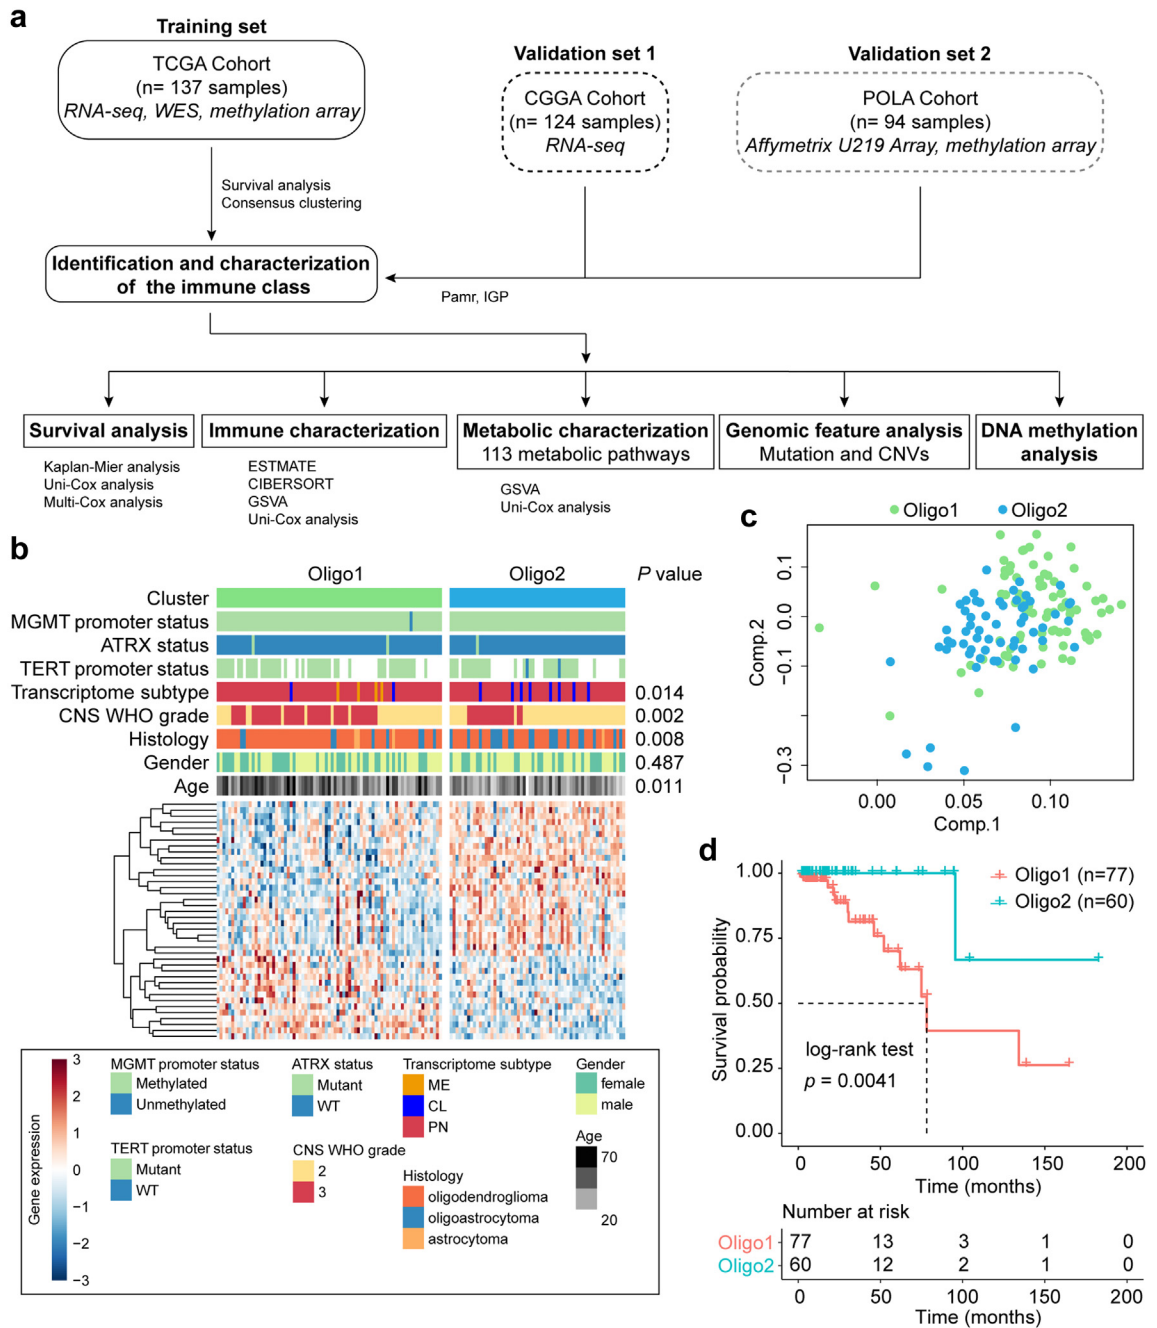 a
Training set
TCGA Cohort
(n= 137 samples)
RNA-seq, WES, methylation array
Validation set 1
CGGA Cohort
(n= 124 samples)
RNA-seq
Validation set 2
POLA Cohort
(n= 94 samples)
Affymetrix U219 Array, methylation array
Survival analysis
Consensus clustering
Identification and characterization
of the immune class
Pamr, IGP
Survival analysis
Kaplan-Mier analysis
Uni-Cox analysis
Multi-Cox analysis
Immune characterization
ESTMATE
CIBERSORT
GSVA
Uni-Cox analysis
Metabolic characterization
113 metabolic pathways
GSVA
Uni-Cox analysis
Genomic feature analysis
Mutation and CNVs
DNA methylation
analysis
b
Oligo1 Oligo2 P value
Cluster
MGMT promoter status
ATRX status
TERT promoter status
Transcriptome subtype 0.014
CNS WHO grade 0.002
Histology 0.008
Gender 0.487
Age 0.011
Gene expression
3
2
1
0
−1
−2
−3
MGMT promoter status
Methylated
Unmethylated
TERT promoter status
Mutant
WT
ATRX status
Mutant
WT
CNS WHO grade
2
3
Transcriptome subtype
ME
CL
PN
Histology
oligodendroglioma
oligoastrocytoma
astrocytoma
Gender
female
male
Age
70
20
c
Oligo1 Oligo2
Comp.2
0.1
0.0
−0.1
−0.3
0.00 0.05 0.10
Comp.1
d
Survival probability
1.00
0.75
0.50
0.25
0.00
Oligo1 (n=77)
Oligo2 (n=60)
log-rank test
p = 0.0041
0 50 100 150 200
Time (months)
Number at risk
Oligo1 77 13 3 1 0
Oligo2 60 12 2 1 0
0 50 100 150 200
Time (months)